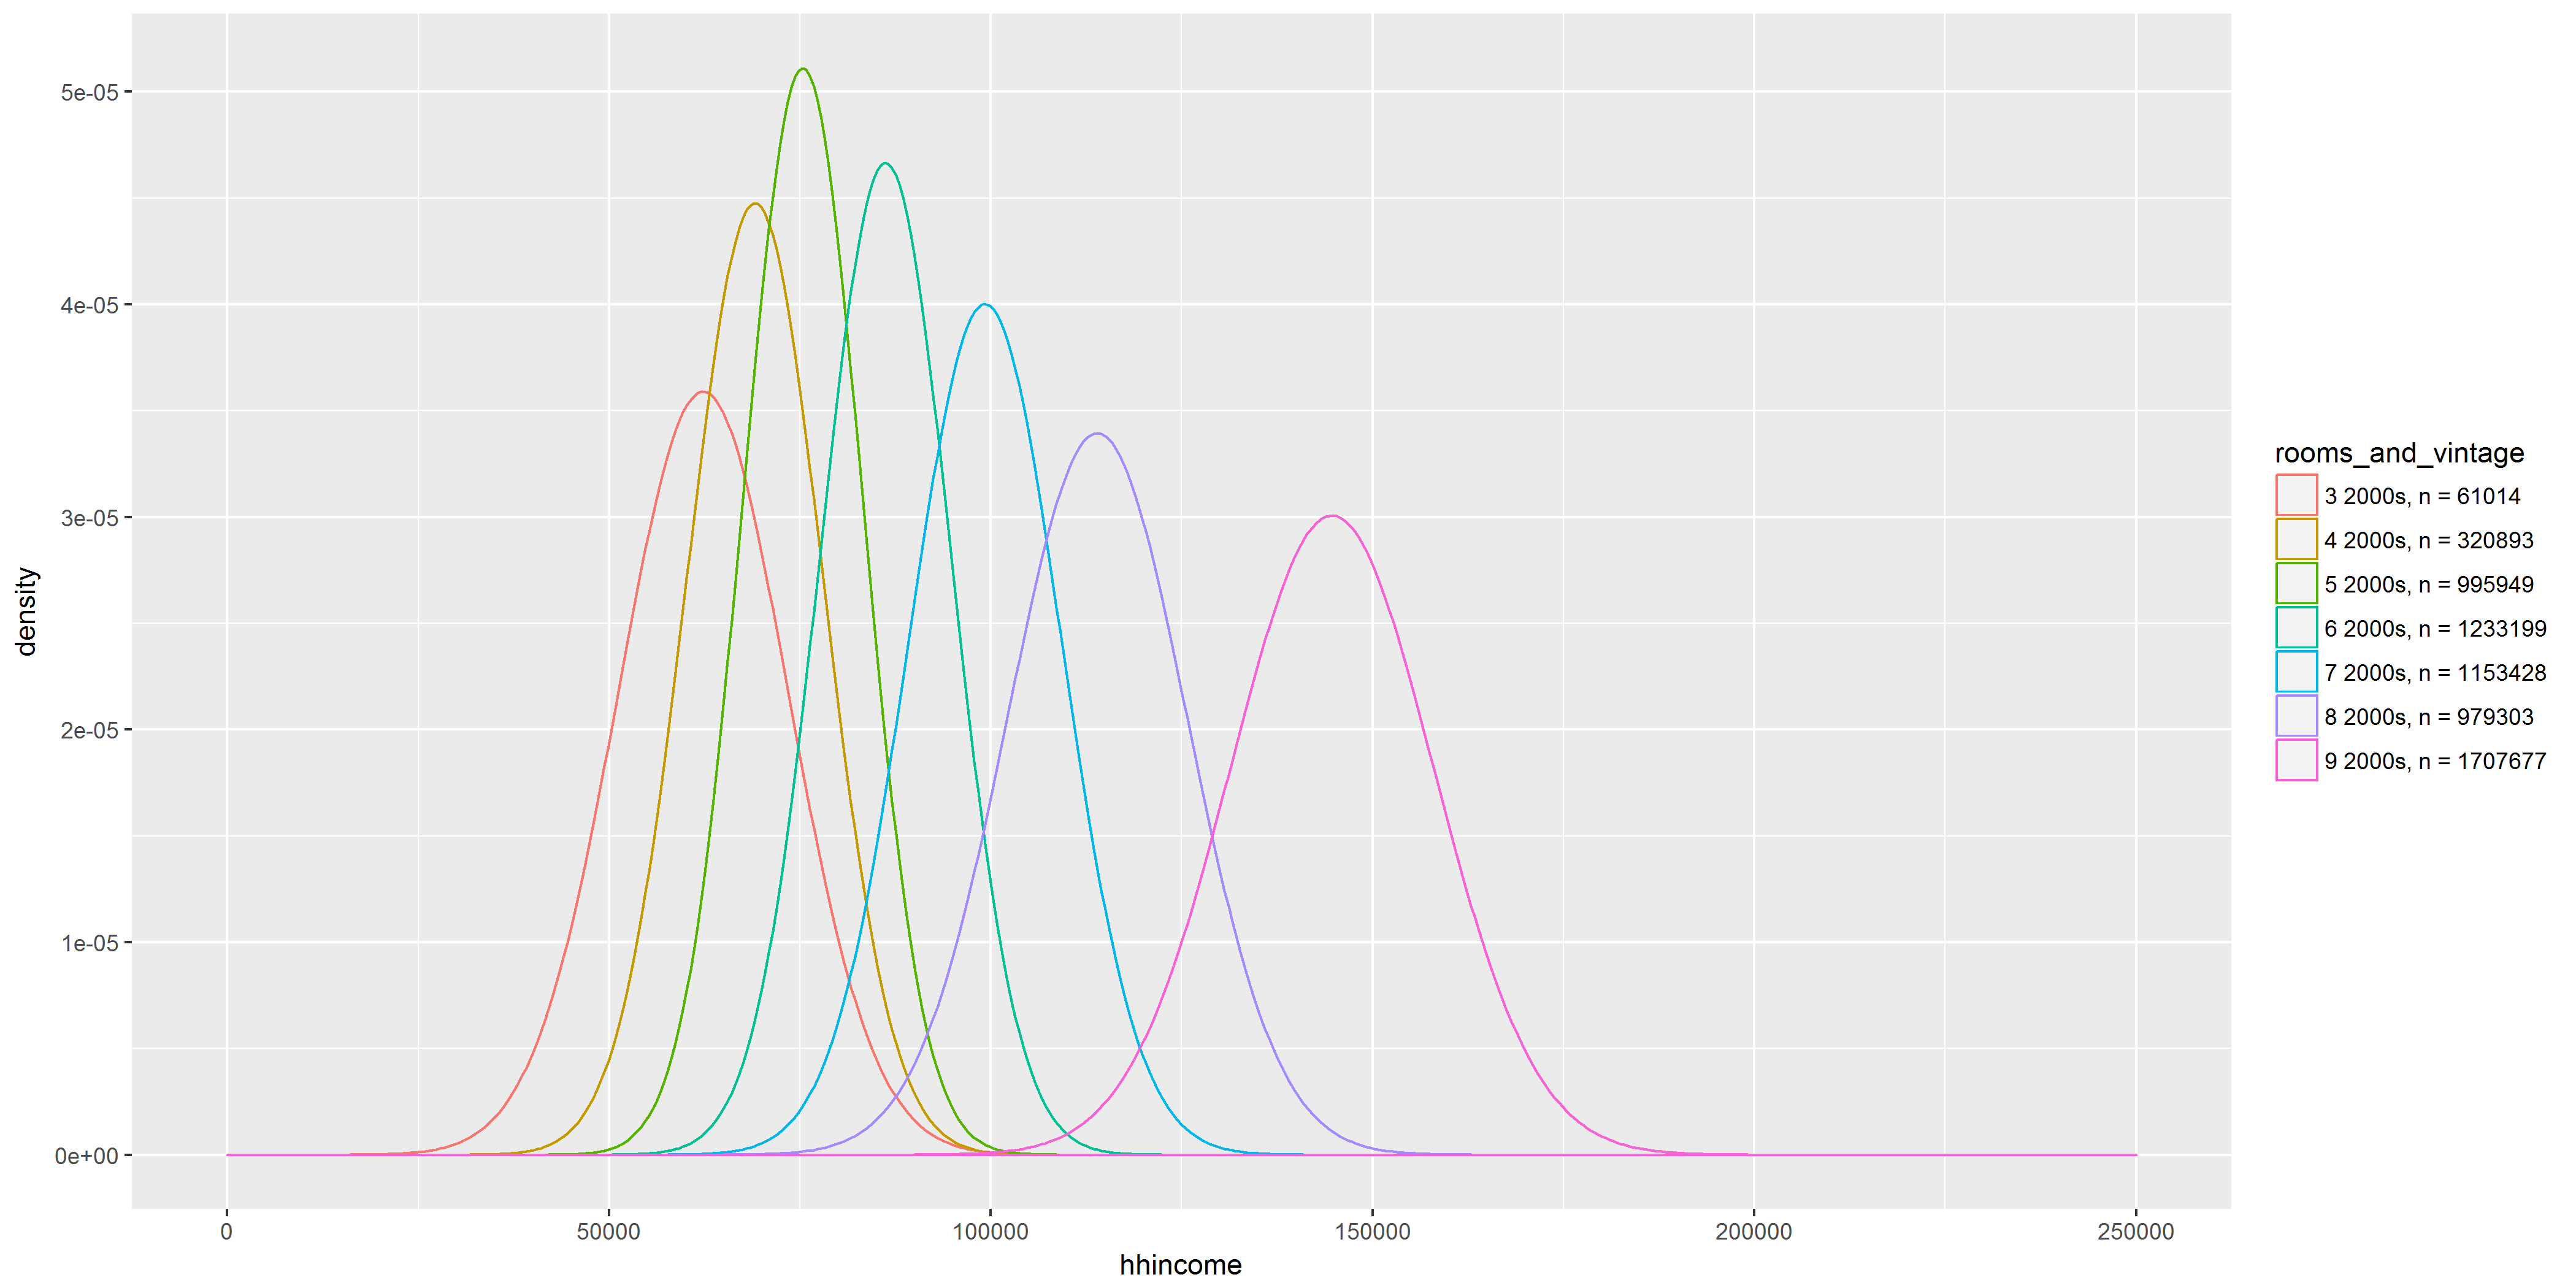 5e-05
4e-05
3e-05
2e-05
1e-05
0e+00
density
0
50000
100000
150000
200000
250000
hhincome
rooms_and_vintage
3 2000s, n = 61014
4 2000s, n = 320893
5 2000s, n = 995949
6 2000s, n = 1233199
7 2000s, n = 1153428
8 2000s, n = 979303
9 2000s, n = 1707677